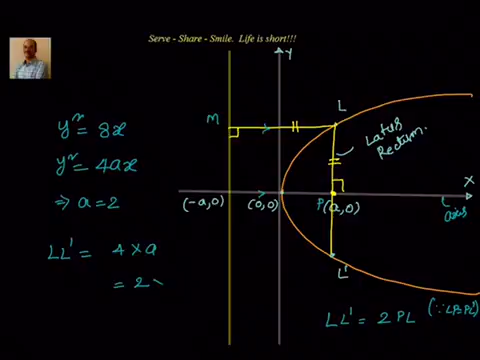 Serve - Share - Smile. Life is short!!!
Y
M
L
Latus
Rectum.
y² = 8x
y² = 4ax
⇒ a = 2
X
(-a,0)
(0,0)
P(a,0)
axis
LL' = 4 × a
= 2 ×
L'
LL' = 2 PL
(∵ LP=PL')